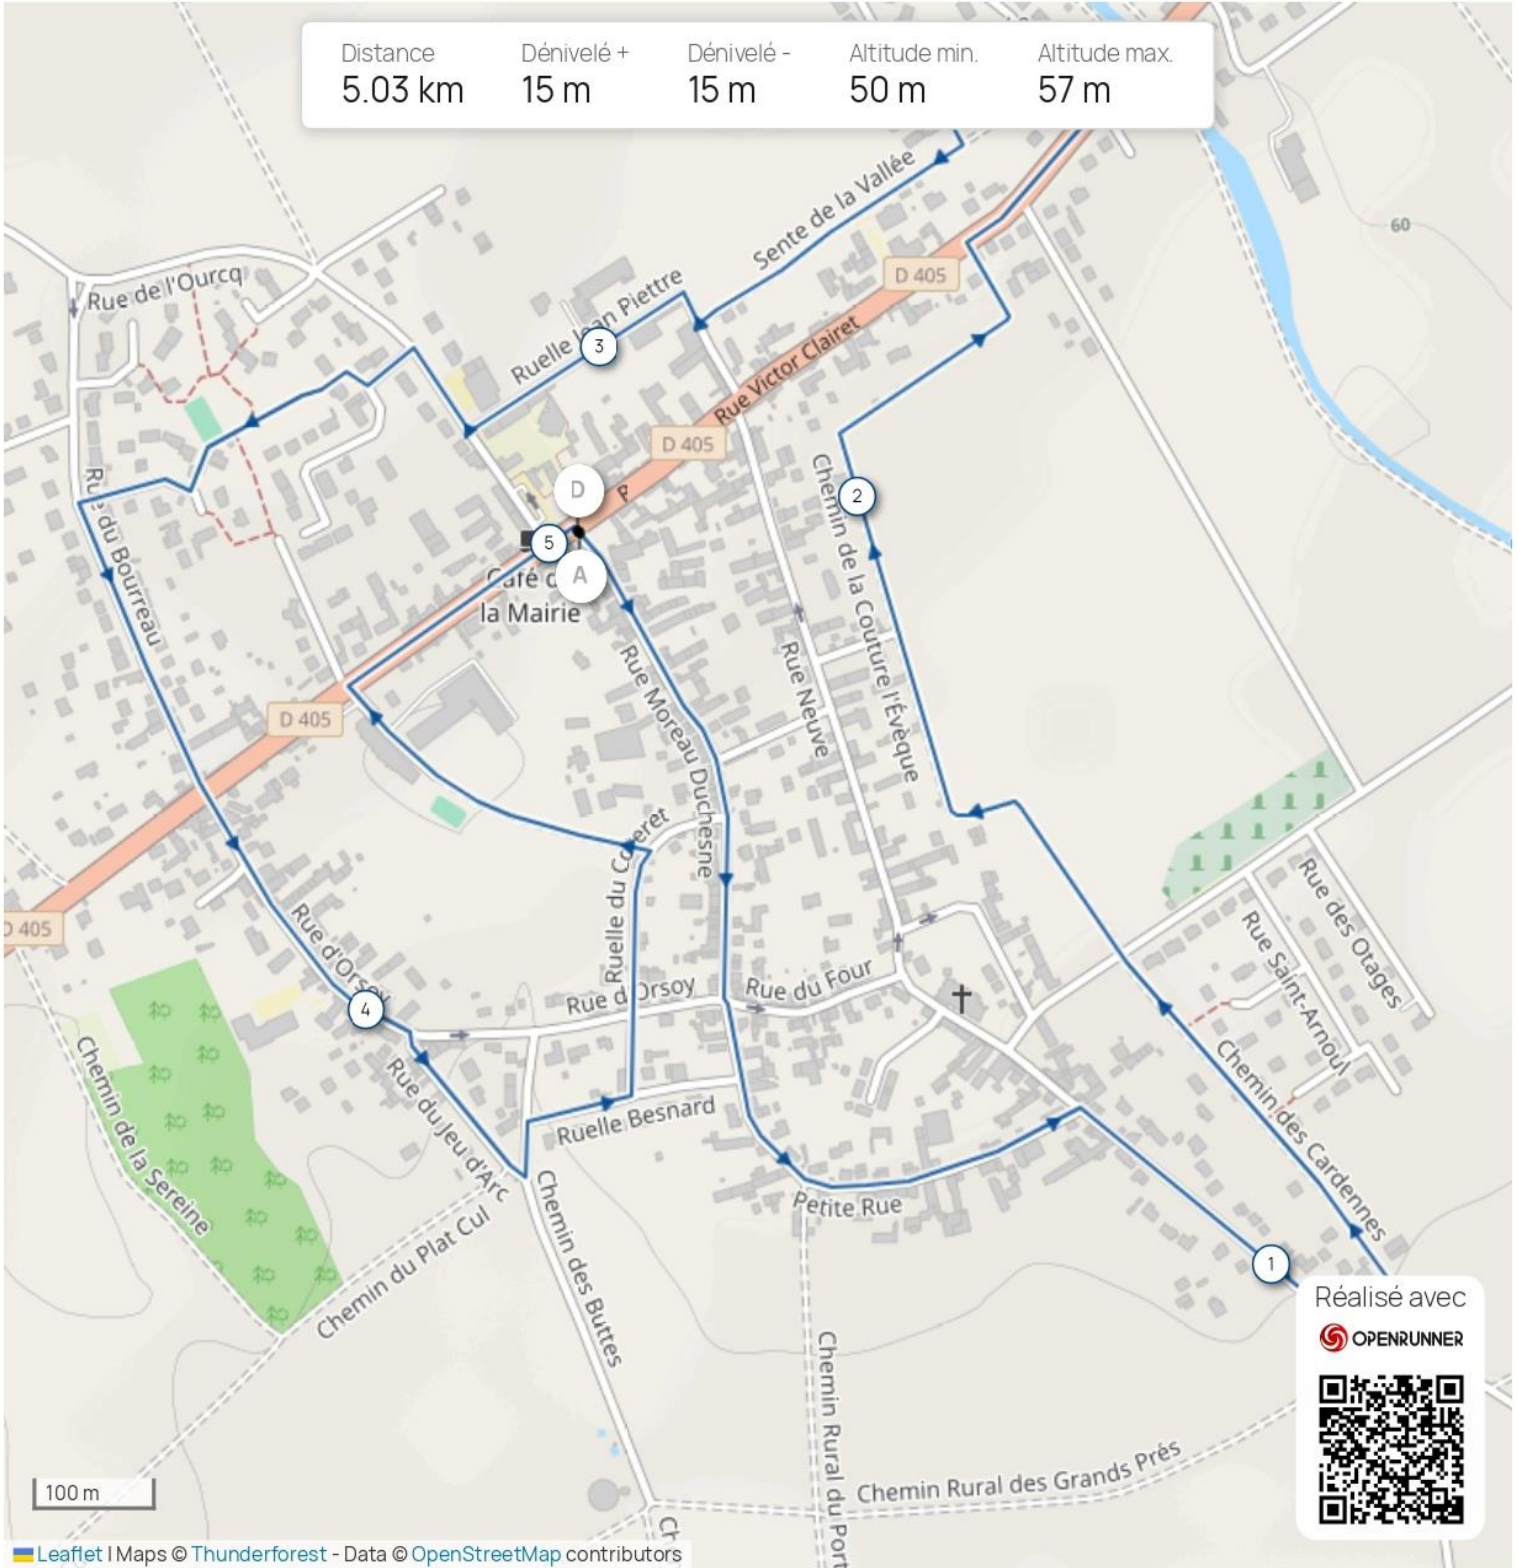 Distance
Dénivelé +
Dénivelé -
Altitude min.
Altitude max.
5.03 km
15 m
15 m
50 m
57 m
Sente de la Vallée
60
D 405
Rue de l'Ourcq
Ruelle Jean Piettre
3
Rue Victor Clairet
D 405
2
D
P
5
A
Café de
la Mairie
Rue du Bourreau
Chemin de la Couture l'Évèque
Rue Neuve
Rue Moreau Duchesne
D 405
Ruelle du Coferet
Rue des Otages
Rue Saint-Arnoul
D 405
Rue d'Orsoy
4
Rue d'Orsoy
Rue du Four
Chemin de la Sereine
Rue du Jeu d'Arc
Ruelle Besnard
Chemin des Cardennes
Petite Rue
Chemin du Plat Cul
Chemin des Buttes
1
Réalisé avec
OPENRUNNER
Chemin Rural du Port
Chemin Rural des Grands Prés
100 m
Ch
Leaflet | Maps © Thunderforest - Data © OpenStreetMap contributors